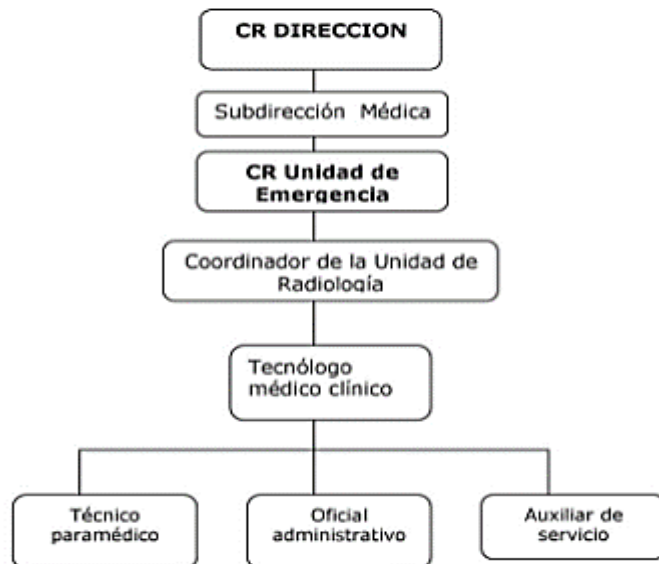 CR DIRECCION
Subdirección Médica
CR Unidad de
Emergencia
Coordinador de la Unidad de
Radiología
Tecnólogo
médico clínico
Técnico
paramédico
Oficial
administrativo
Auxiliar de
servicio